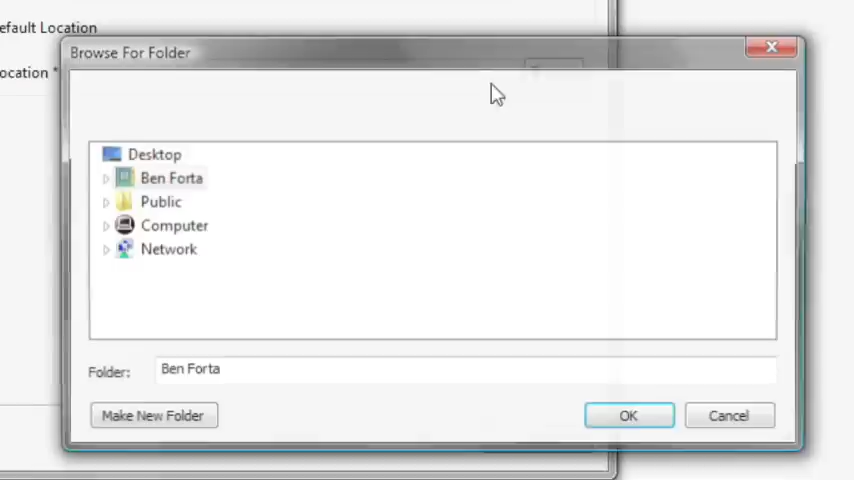 efault Location
Browse For Folder
ocation *
Desktop
Ben Forta
Public
Computer
Network
Folder: Ben Forta
Make New Folder OK Cancel